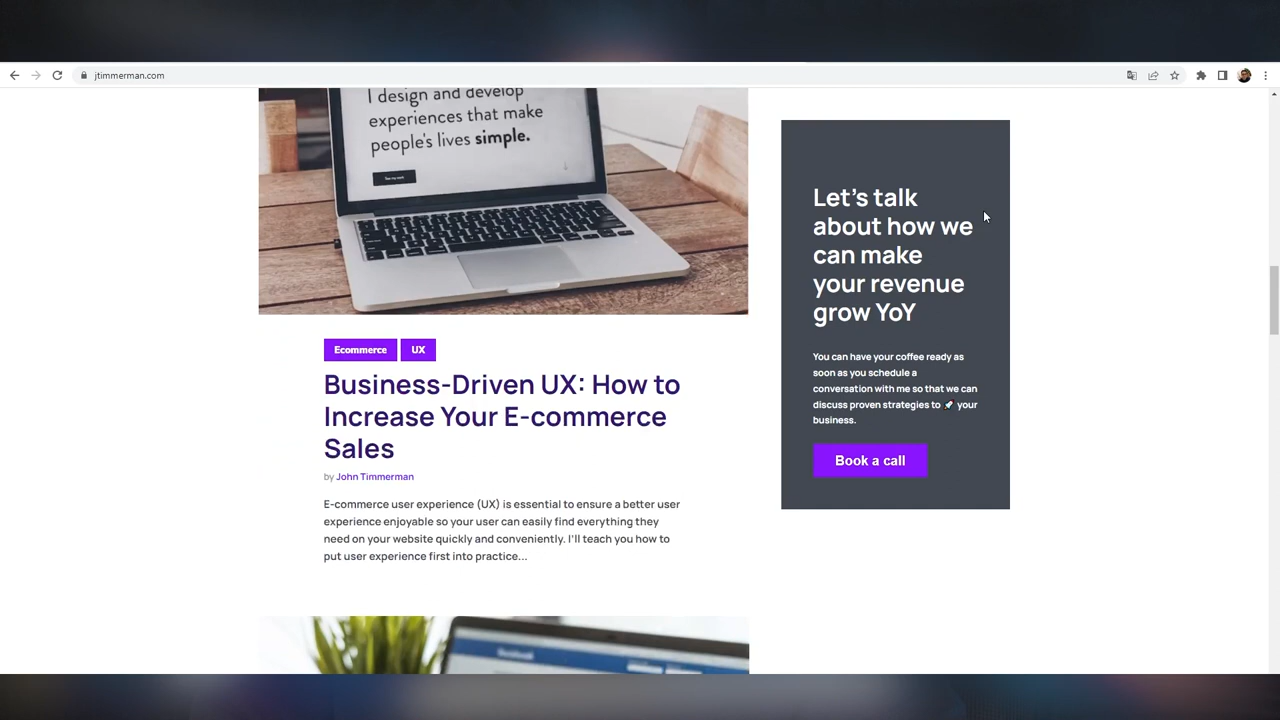 jtimmerman.com
I design and develop
experiences that make
people's lives simple.
Ecommerce UX
Business-Driven UX: How to
Increase Your E-commerce
Sales
by John Timmerman
E-commerce user experience (UX) is essential to ensure a better user
experience enjoyable so your user can easily find everything they
need on your website quickly and conveniently. I'll teach you how to
put user experience first into practice...
Let's talk
about how we
can make
your revenue
grow YoY
You can have your coffee ready as
soon as you schedule a
conversation with me so that we can
discuss proven strategies to 🚀 your
business.
Book a call